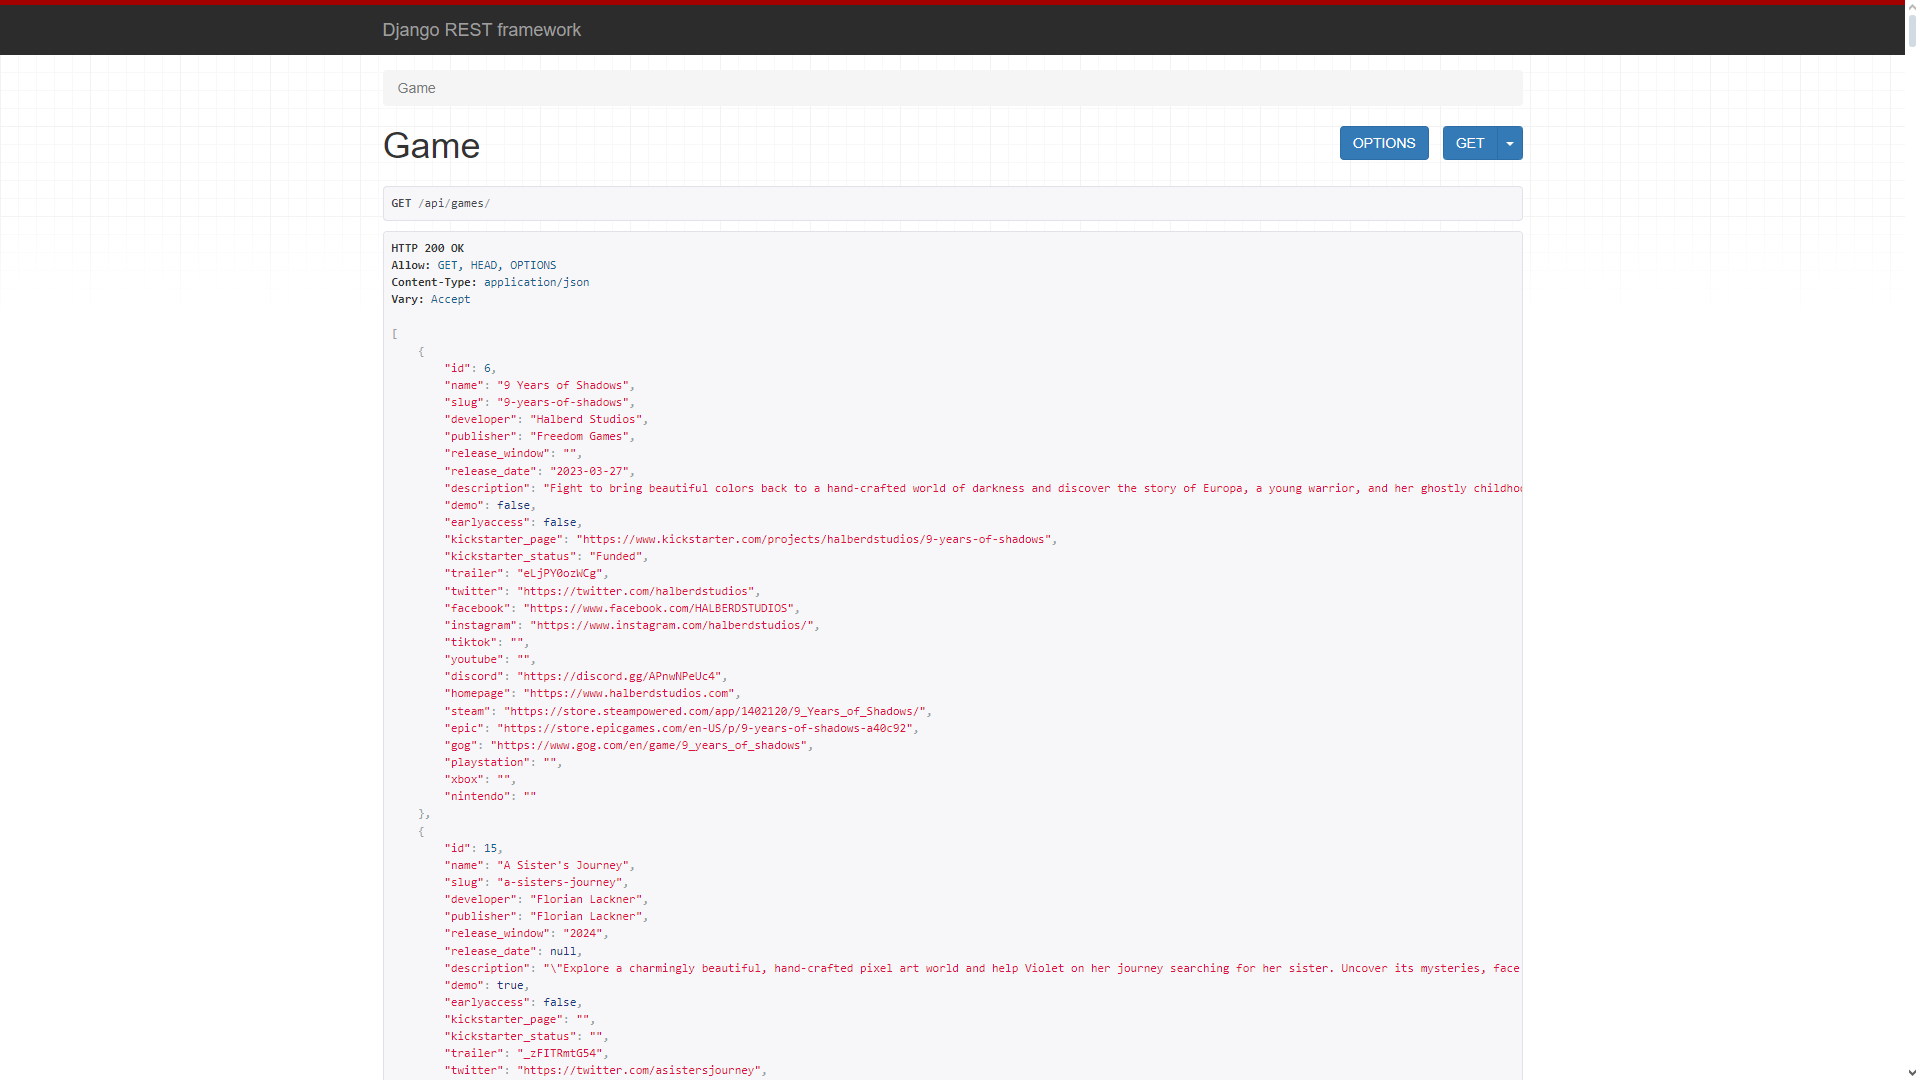 Django REST framework
Game
Game
OPTIONS
GET
GET /api/games/
HTTP 200 OK
Allow: GET, HEAD, OPTIONS
Content-Type: application/json
Vary: Accept
[
{
"id": 6,
"name": "9 Years of Shadows",
"slug": "9-years-of-shadows",
"developer": "Halberd Studios",
"publisher": "Freedom Games",
"release_window": "",
"release_date": "2023-03-27",
"description": "Fight to bring beautiful colors back to a hand-crafted world of darkness and discover the story of Europa, a young warrior, and her ghostly childho
"demo": false,
"earlyaccess": false,
"kickstarter_page": "https://www.kickstarter.com/projects/halberdstudios/9-years-of-shadows",
"kickstarter_status": "Funded",
"trailer": "eLjPY0ozWCg",
"twitter": "https://twitter.com/halberdstudios",
"facebook": "https://www.facebook.com/HALBERDSTUDIOS",
"instagram": "https://www.instagram.com/halberdstudios/",
"tiktok": "",
"youtube": "",
"discord": "https://discord.gg/APnwNPeUc4",
"homepage": "https://www.halberdstudios.com",
"steam": "https://store.steampowered.com/app/1402120/9_Years_of_Shadows/",
"epic": "https://store.epicgames.com/en-US/p/9-years-of-shadows-a40c92",
"gog": "https://www.gog.com/en/game/9_years_of_shadows",
"playstation": "",
"xbox": "",
"nintendo": ""
},
{
"id": 15,
"name": "A Sister's Journey",
"slug": "a-sisters-journey",
"developer": "Florian Lackner",
"publisher": "Florian Lackner",
"release_window": "2024",
"release_date": null,
"description": "\"Explore a charmingly beautiful, hand-crafted pixel art world and help Violet on her journey searching for her sister. Uncover its mysteries, face
"demo": true,
"earlyaccess": false,
"kickstarter_page": "",
"kickstarter_status": "",
"trailer": "_zFITRmtG54",
"twitter": "https://twitter.com/asistersjourney",